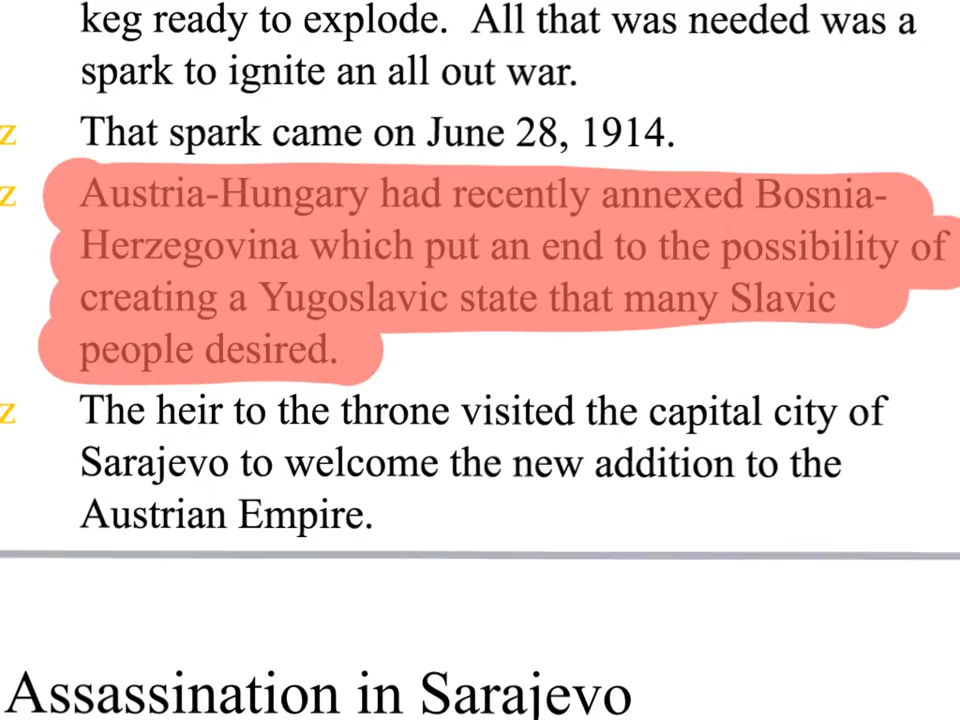 keg ready to explode.  All that was needed was a
spark to ignite an all out war.
z That spark came on June 28, 1914.
z Austria-Hungary had recently annexed Bosnia-
Herzegovina which put an end to the possibility of
creating a Yugoslavic state that many Slavic
people desired.
z The heir to the throne visited the capital city of
Sarajevo to welcome the new addition to the
Austrian Empire.
Assassination in Sarajevo